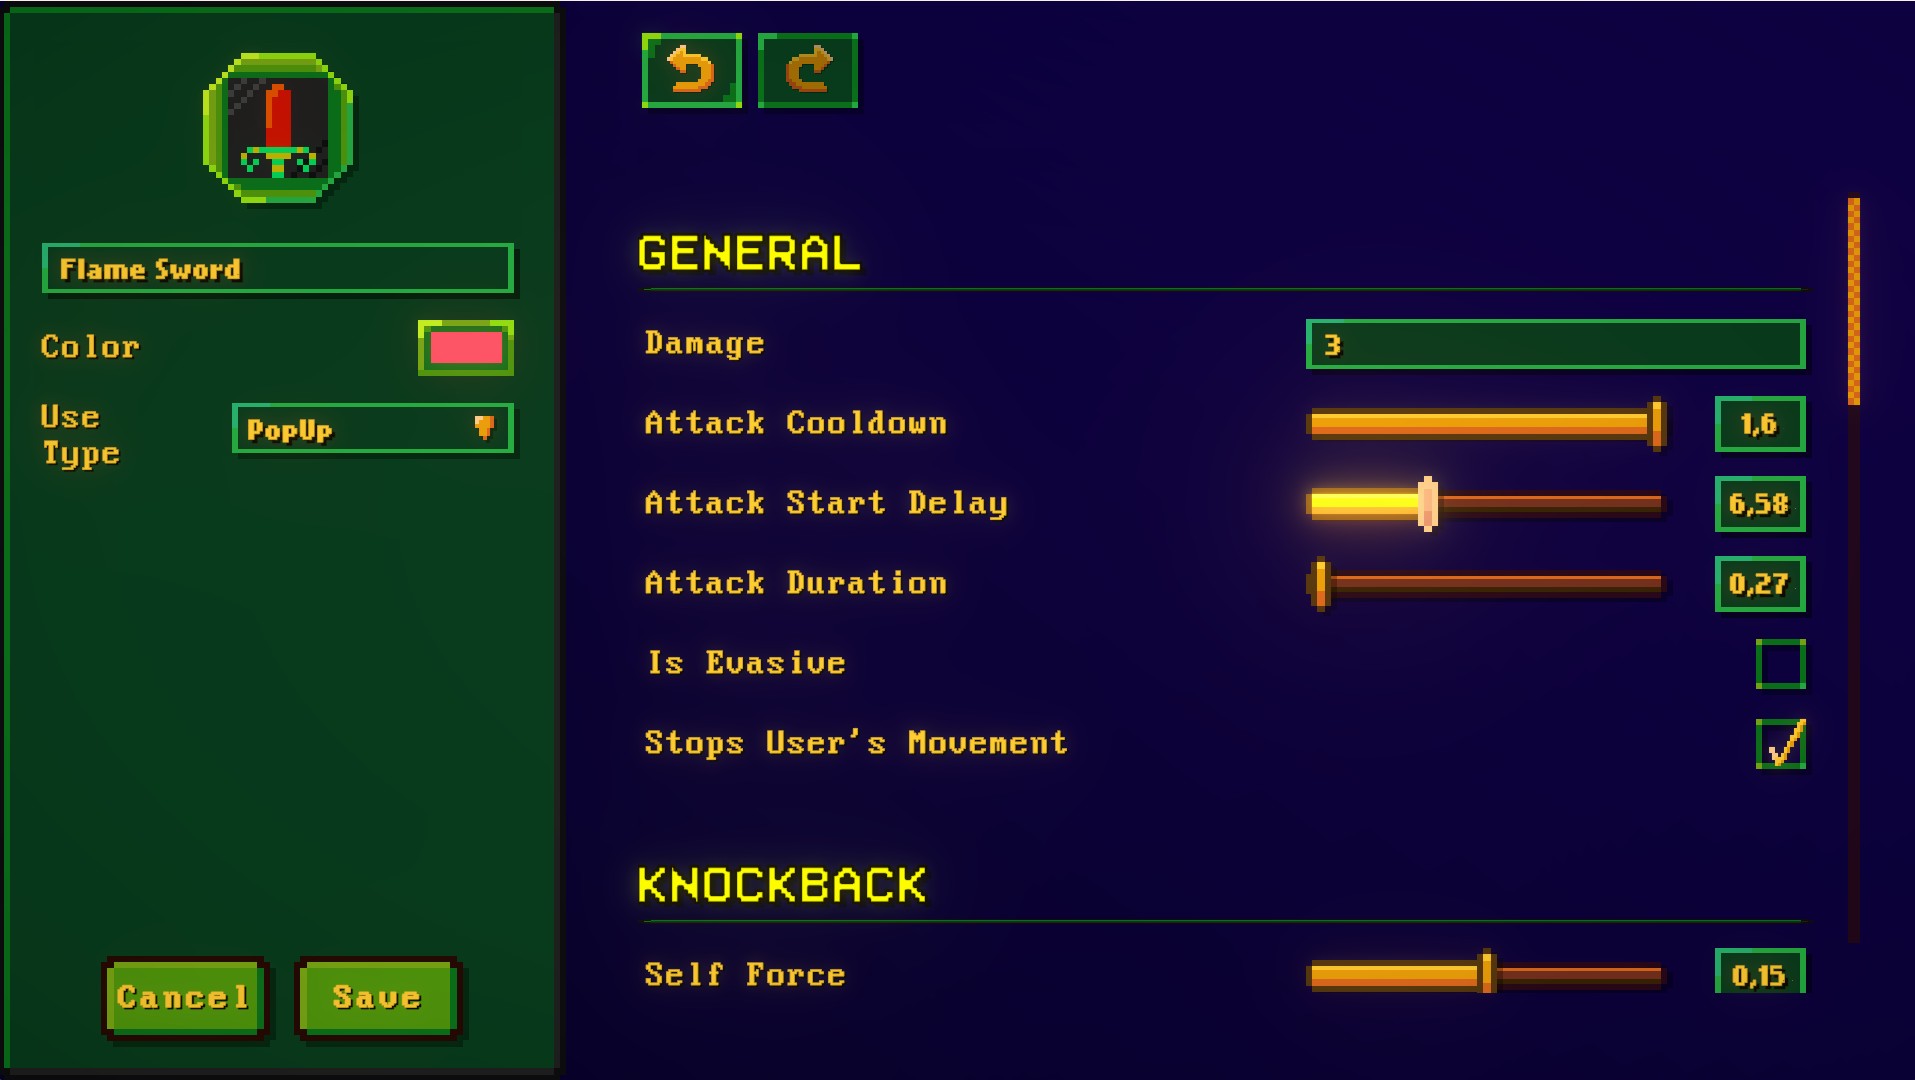 Flame Sword
Color
Use
Type
PopUp
Cancel
Save
GENERAL
Damage
3
Attack Cooldown
1,6
Attack Start Delay
6,58
Attack Duration
0,27
Is Evasive
Stops User's Movement
KNOCKBACK
Self Force
0,15